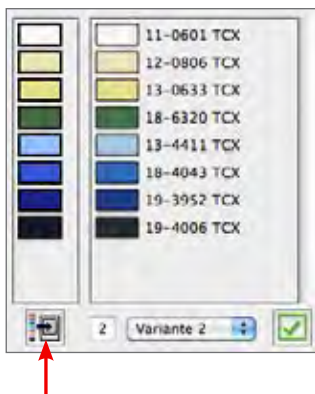 11-0601 TCX
12-0806 TCX
13-0633 TCX
18-6320 TCX
13-4411 TCX
18-4043 TCX
19-3952 TCX
19-4006 TCX
2 Variante 2